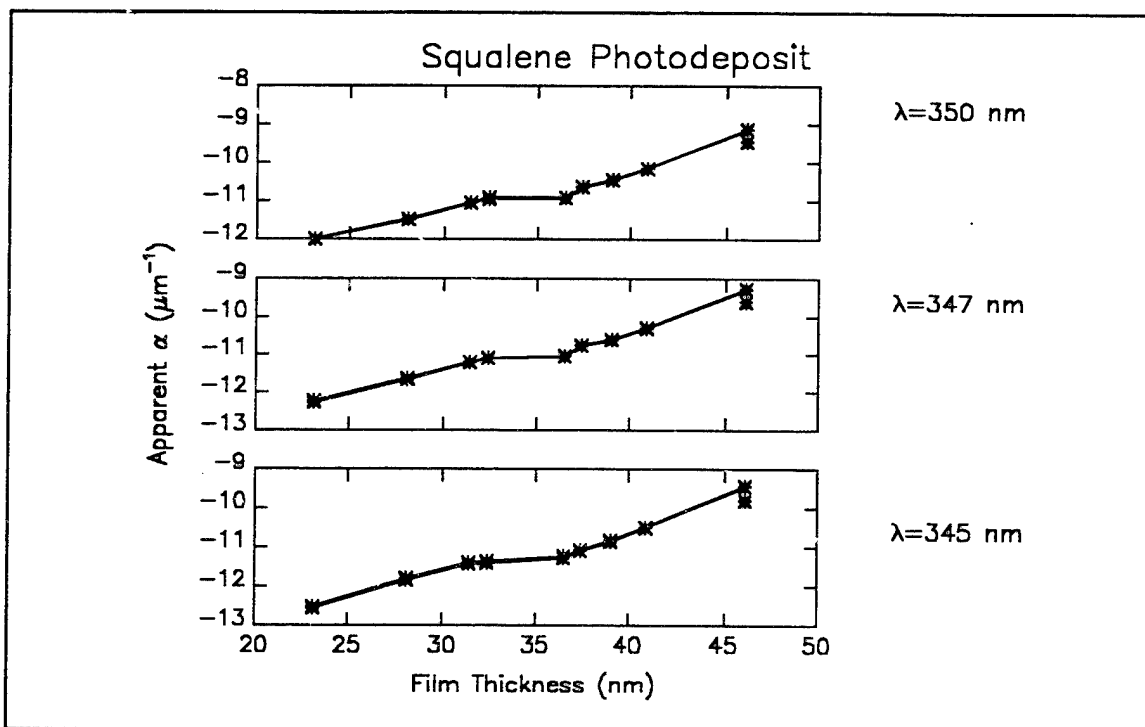 Squalene Photodeposit
-8
-9
-10
-11
-12
λ=350 nm
-9
-10
-11
-12
-13
λ=347 nm
-9
-10
-11
-12
-13
λ=345 nm
Apparent α (μm⁻¹)
20 25 30 35 40 45 50
Film Thickness (nm)